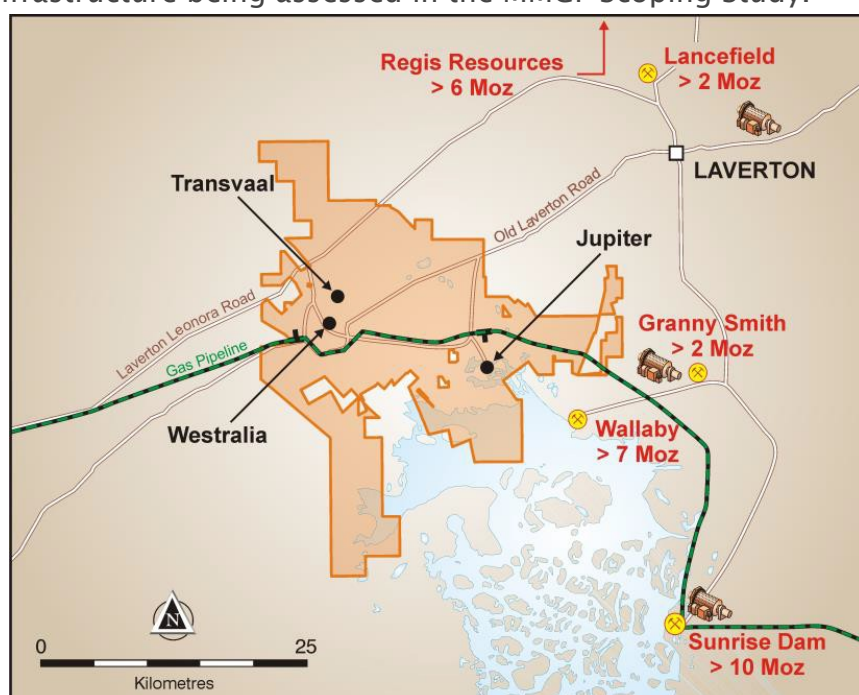 being assessed in the Scoping Study.
Regis Resources
> 6 Moz
Lancefield
> 2 Moz
LAVERTON
Transvaal
Old Laverton Road
Jupiter
Laverton Leonora Road
Gas Pipeline
Granny Smith
> 2 Moz
Westralia
Wallaby
> 7 Moz
N
0 25
Kilometres
Sunrise Dam
> 10 Moz